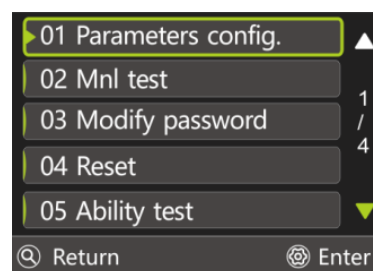 01 Parameters config.
02 Mnl test
03 Modify password
04 Reset
05 Ability test
1
/
4
Return
Enter